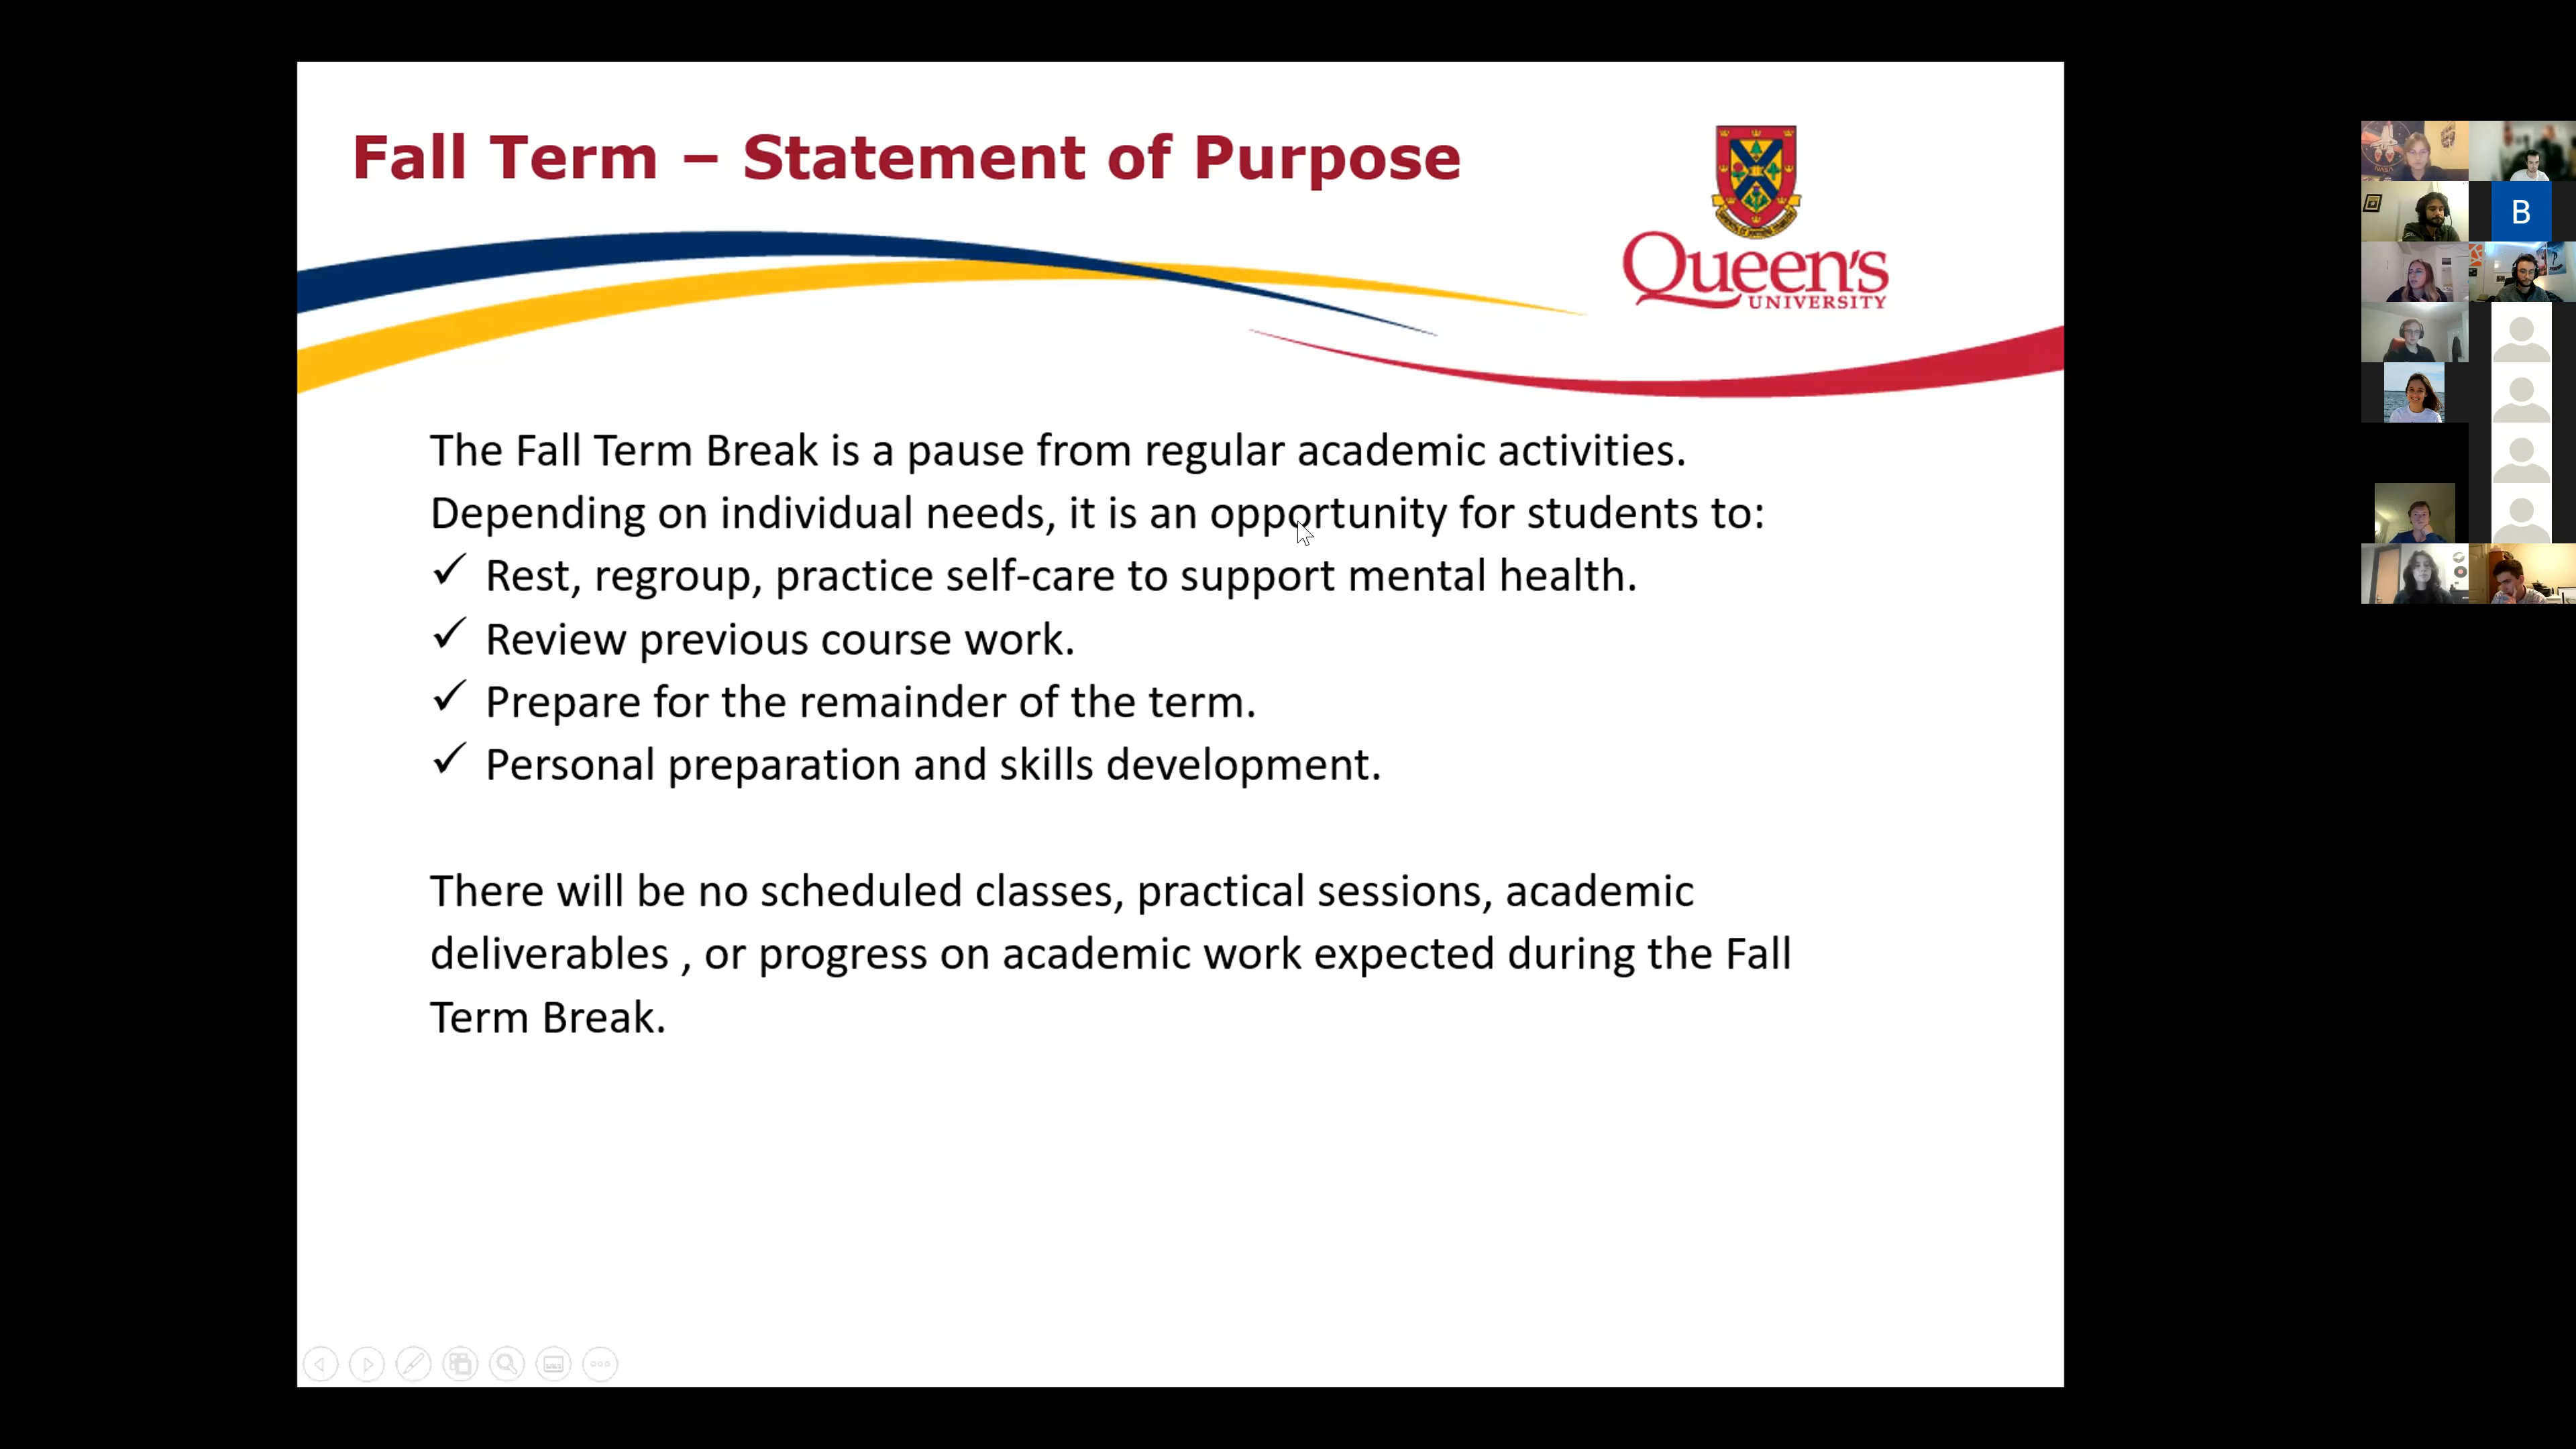 Fall Term – Statement of Purpose
Queen's
UNIVERSITY
The Fall Term Break is a pause from regular academic activities.
Depending on individual needs, it is an opportunity for students to:
✓ Rest, regroup, practice self-care to support mental health.
✓ Review previous course work.
✓ Prepare for the remainder of the term.
✓ Personal preparation and skills development.
There will be no scheduled classes, practical sessions, academic
deliverables , or progress on academic work expected during the Fall
Term Break.
B